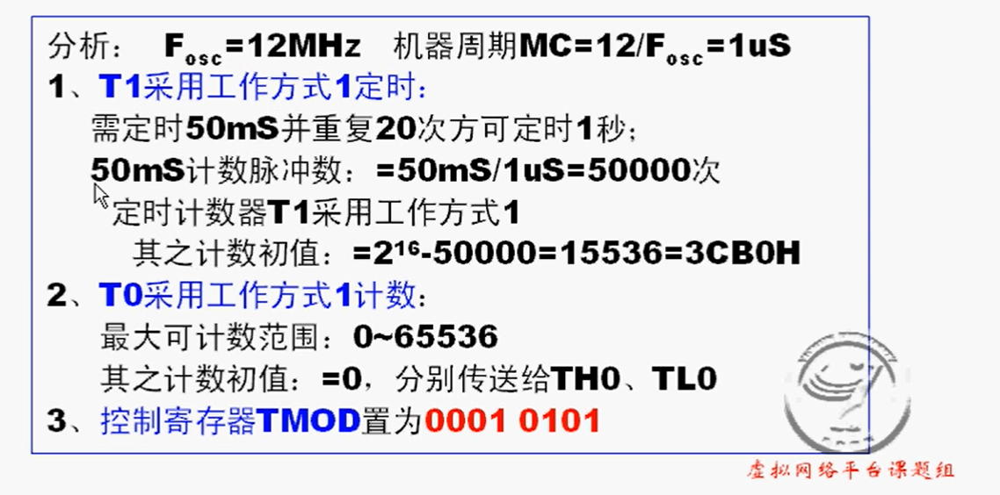 分析： Fosc=12MHz 机器周期MC=12/Fosc=1uS
1、T1采用工作方式1定时：
需定时50mS并重复20次方可定时1秒；
50mS计数脉冲数：=50mS/1uS=50000次
定时计数器T1采用工作方式1
其之计数初值：=2¹⁶-50000=15536=3CB0H
2、T0采用工作方式1计数：
最大可计数范围：0~65536
其之计数初值：=0，分别传送给TH0、TL0
3、控制寄存器TMOD置为0001 0101
虚拟网络平台课题组